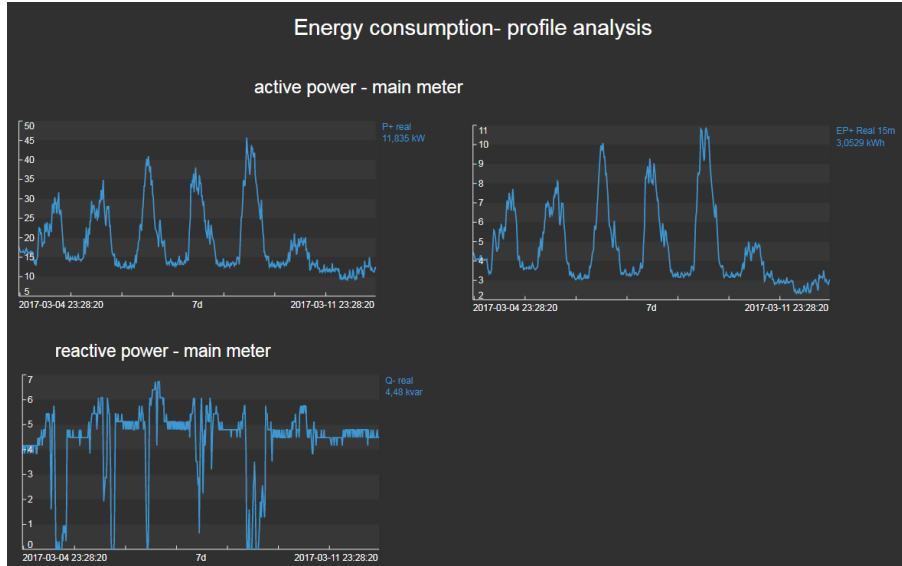 Energy consumption- profile analysis
active power - main meter
50
45
40
35
30
25
20
15
10
5
2017-03-04 23:28:20 7d 2017-03-11 23:28:20
P+ real
11,835 kW
11
10
9
8
7
6
5
4
3
2
2017-03-04 23:28:20 7d 2017-03-11 23:28:20
EP+ Real 15m
3,0529 kWh
reactive power - main meter
7
6
5
4
3
2
1
0
2017-03-04 23:28:20 7d 2017-03-11 23:28:20
Q- real
4,48 kvar